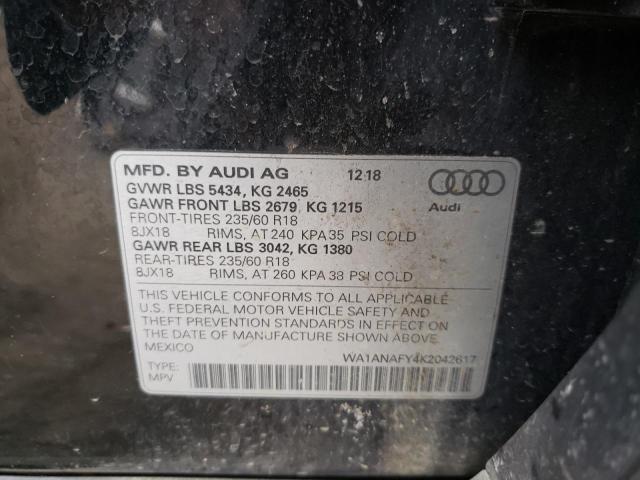 MFD. BY AUDI AG 12 18
GVWR LBS 5434, KG 2465
GAWR FRONT LBS 2679, KG 1215
Audi
FRONT-TIRES 235/60 R18
8JX18 RIMS, AT 240 KPA 35 PSI COLD
GAWR REAR LBS 3042, KG 1380
REAR-TIRES 235/60 R18
8JX18 RIMS, AT 260 KPA 38 PSI COLD
THIS VEHICLE CONFORMS TO ALL APPLICABLE
U.S. FEDERAL MOTOR VEHICLE SAFETY AND
THEFT PREVENTION STANDARDS IN EFFECT ON
THE DATE OF MANUFACTURE SHOWN ABOVE.
MEXICO WA1ANAFY4K2042617
TYPE:
MPV